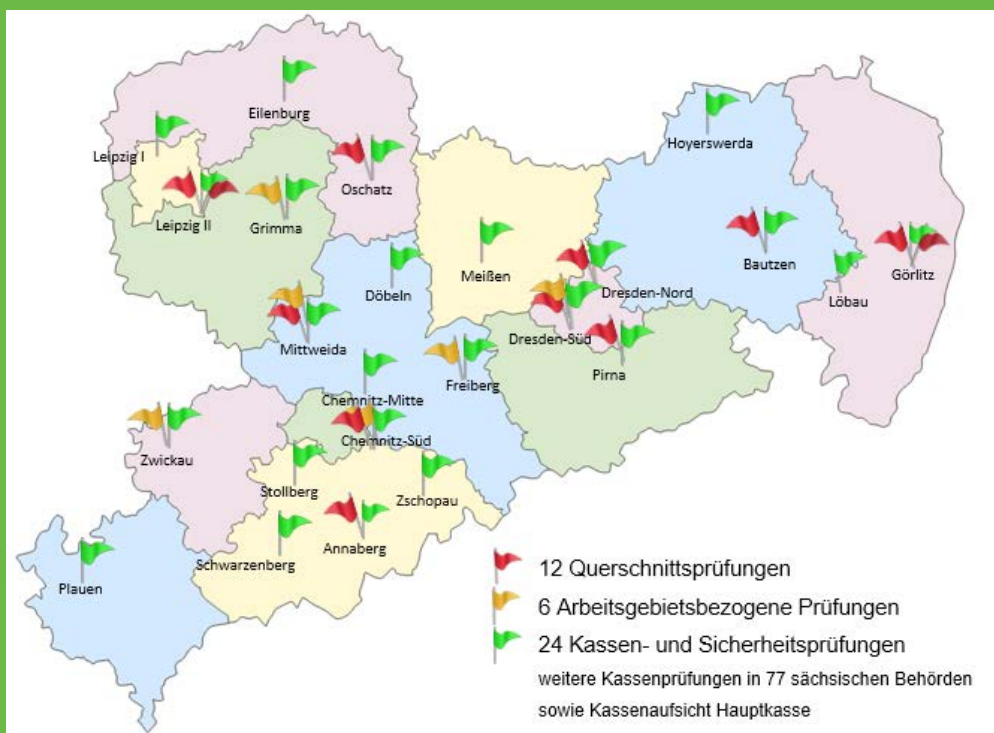 Eilenburg
Hoyerswerda
Leipzig I
Oschatz
Leipzig II
Grimma
Meißen
Bautzen
Görlitz
Döbeln
Dresden-Nord
Löbau
Dresden-Süd
Mittweida
Pirna
Freiberg
Chemnitz-Mitte
Chemnitz-Süd
Zwickau
Stollberg
Zschopau
Annaberg
Schwarzenberg
Plauen
12 Querschnittsprüfungen
6 Arbeitsgebietsbezogene Prüfungen
24 Kassen- und Sicherheitsprüfungen
weitere Kassenprüfungen in 77 sächsischen Behörden
sowie Kassenaufsicht Hauptkasse